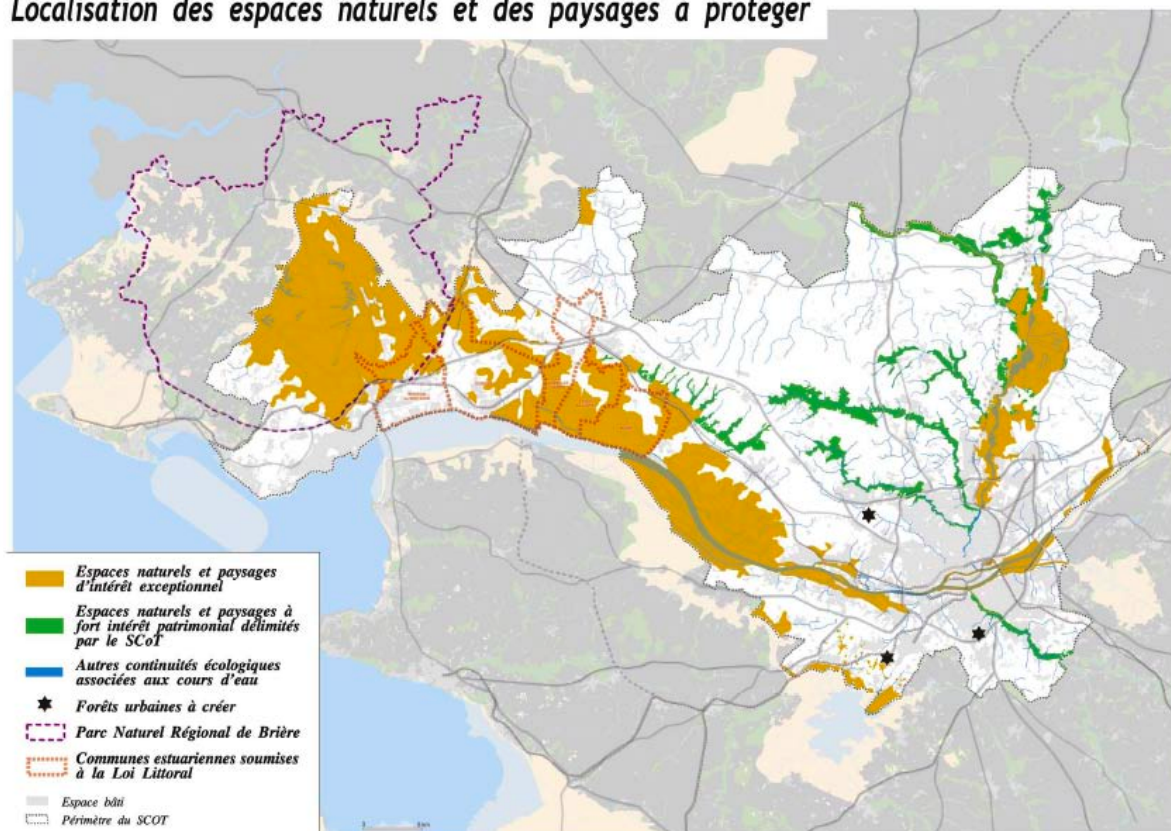 Localisation des espaces naturels et des paysages à protéger
Espaces naturels et paysages
d'intérêt exceptionnel
Espaces naturels et paysages à
fort intérêt patrimonial délimités
par le SCoT
Autres continuités écologiques
associées aux cours d'eau
Forêts urbaines à créer
Parc Naturel Régional de Brière
Communes estuariennes soumises
à la Loi Littoral
Espace bâti
Périmètre du SCOT